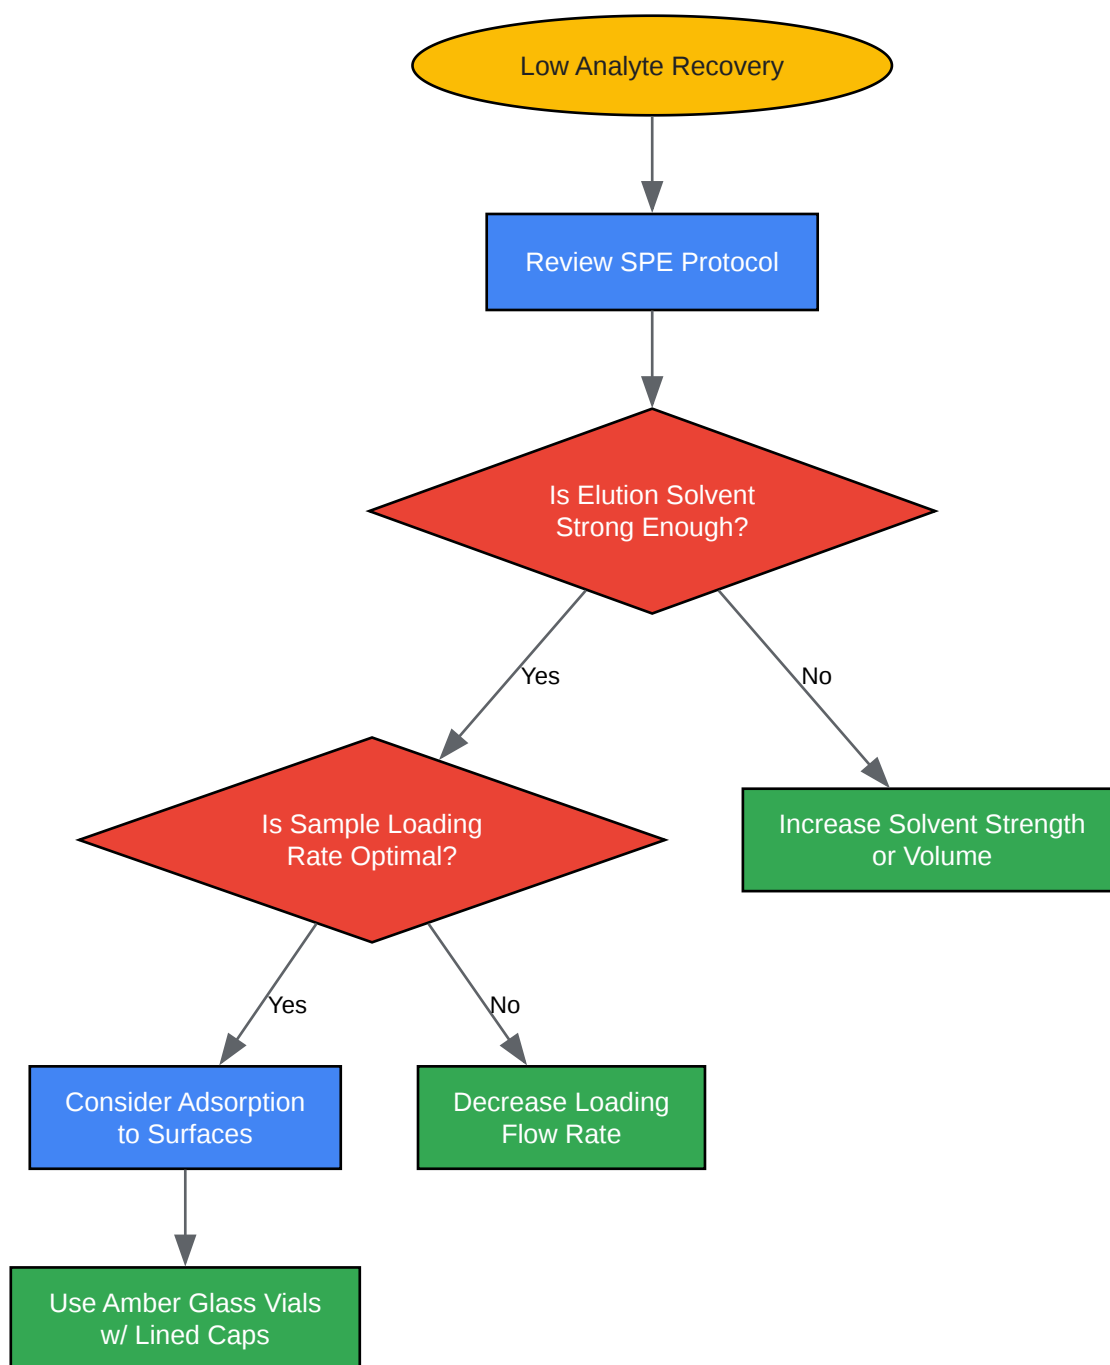 Low Analyte Recovery
Review SPE Protocol
Is Elution Solvent
Strong Enough?
Yes
No
Is Sample Loading
Rate Optimal?
Increase Solvent Strength
or Volume
Yes
No
Consider Adsorption
to Surfaces
Decrease Loading
Flow Rate
Use Amber Glass Vials
w/ Lined Caps